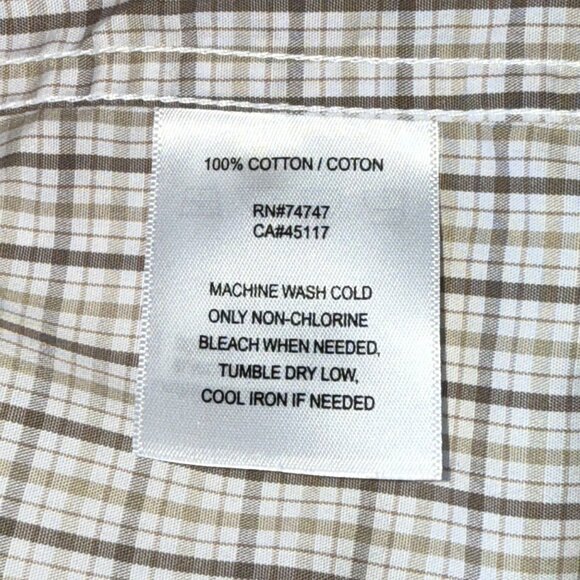 100% COTTON / COTON
RN#74747
CA#45117
MACHINE WASH COLD
ONLY NON-CHLORINE
BLEACH WHEN NEEDED,
TUMBLE DRY LOW,
COOL IRON IF NEEDED